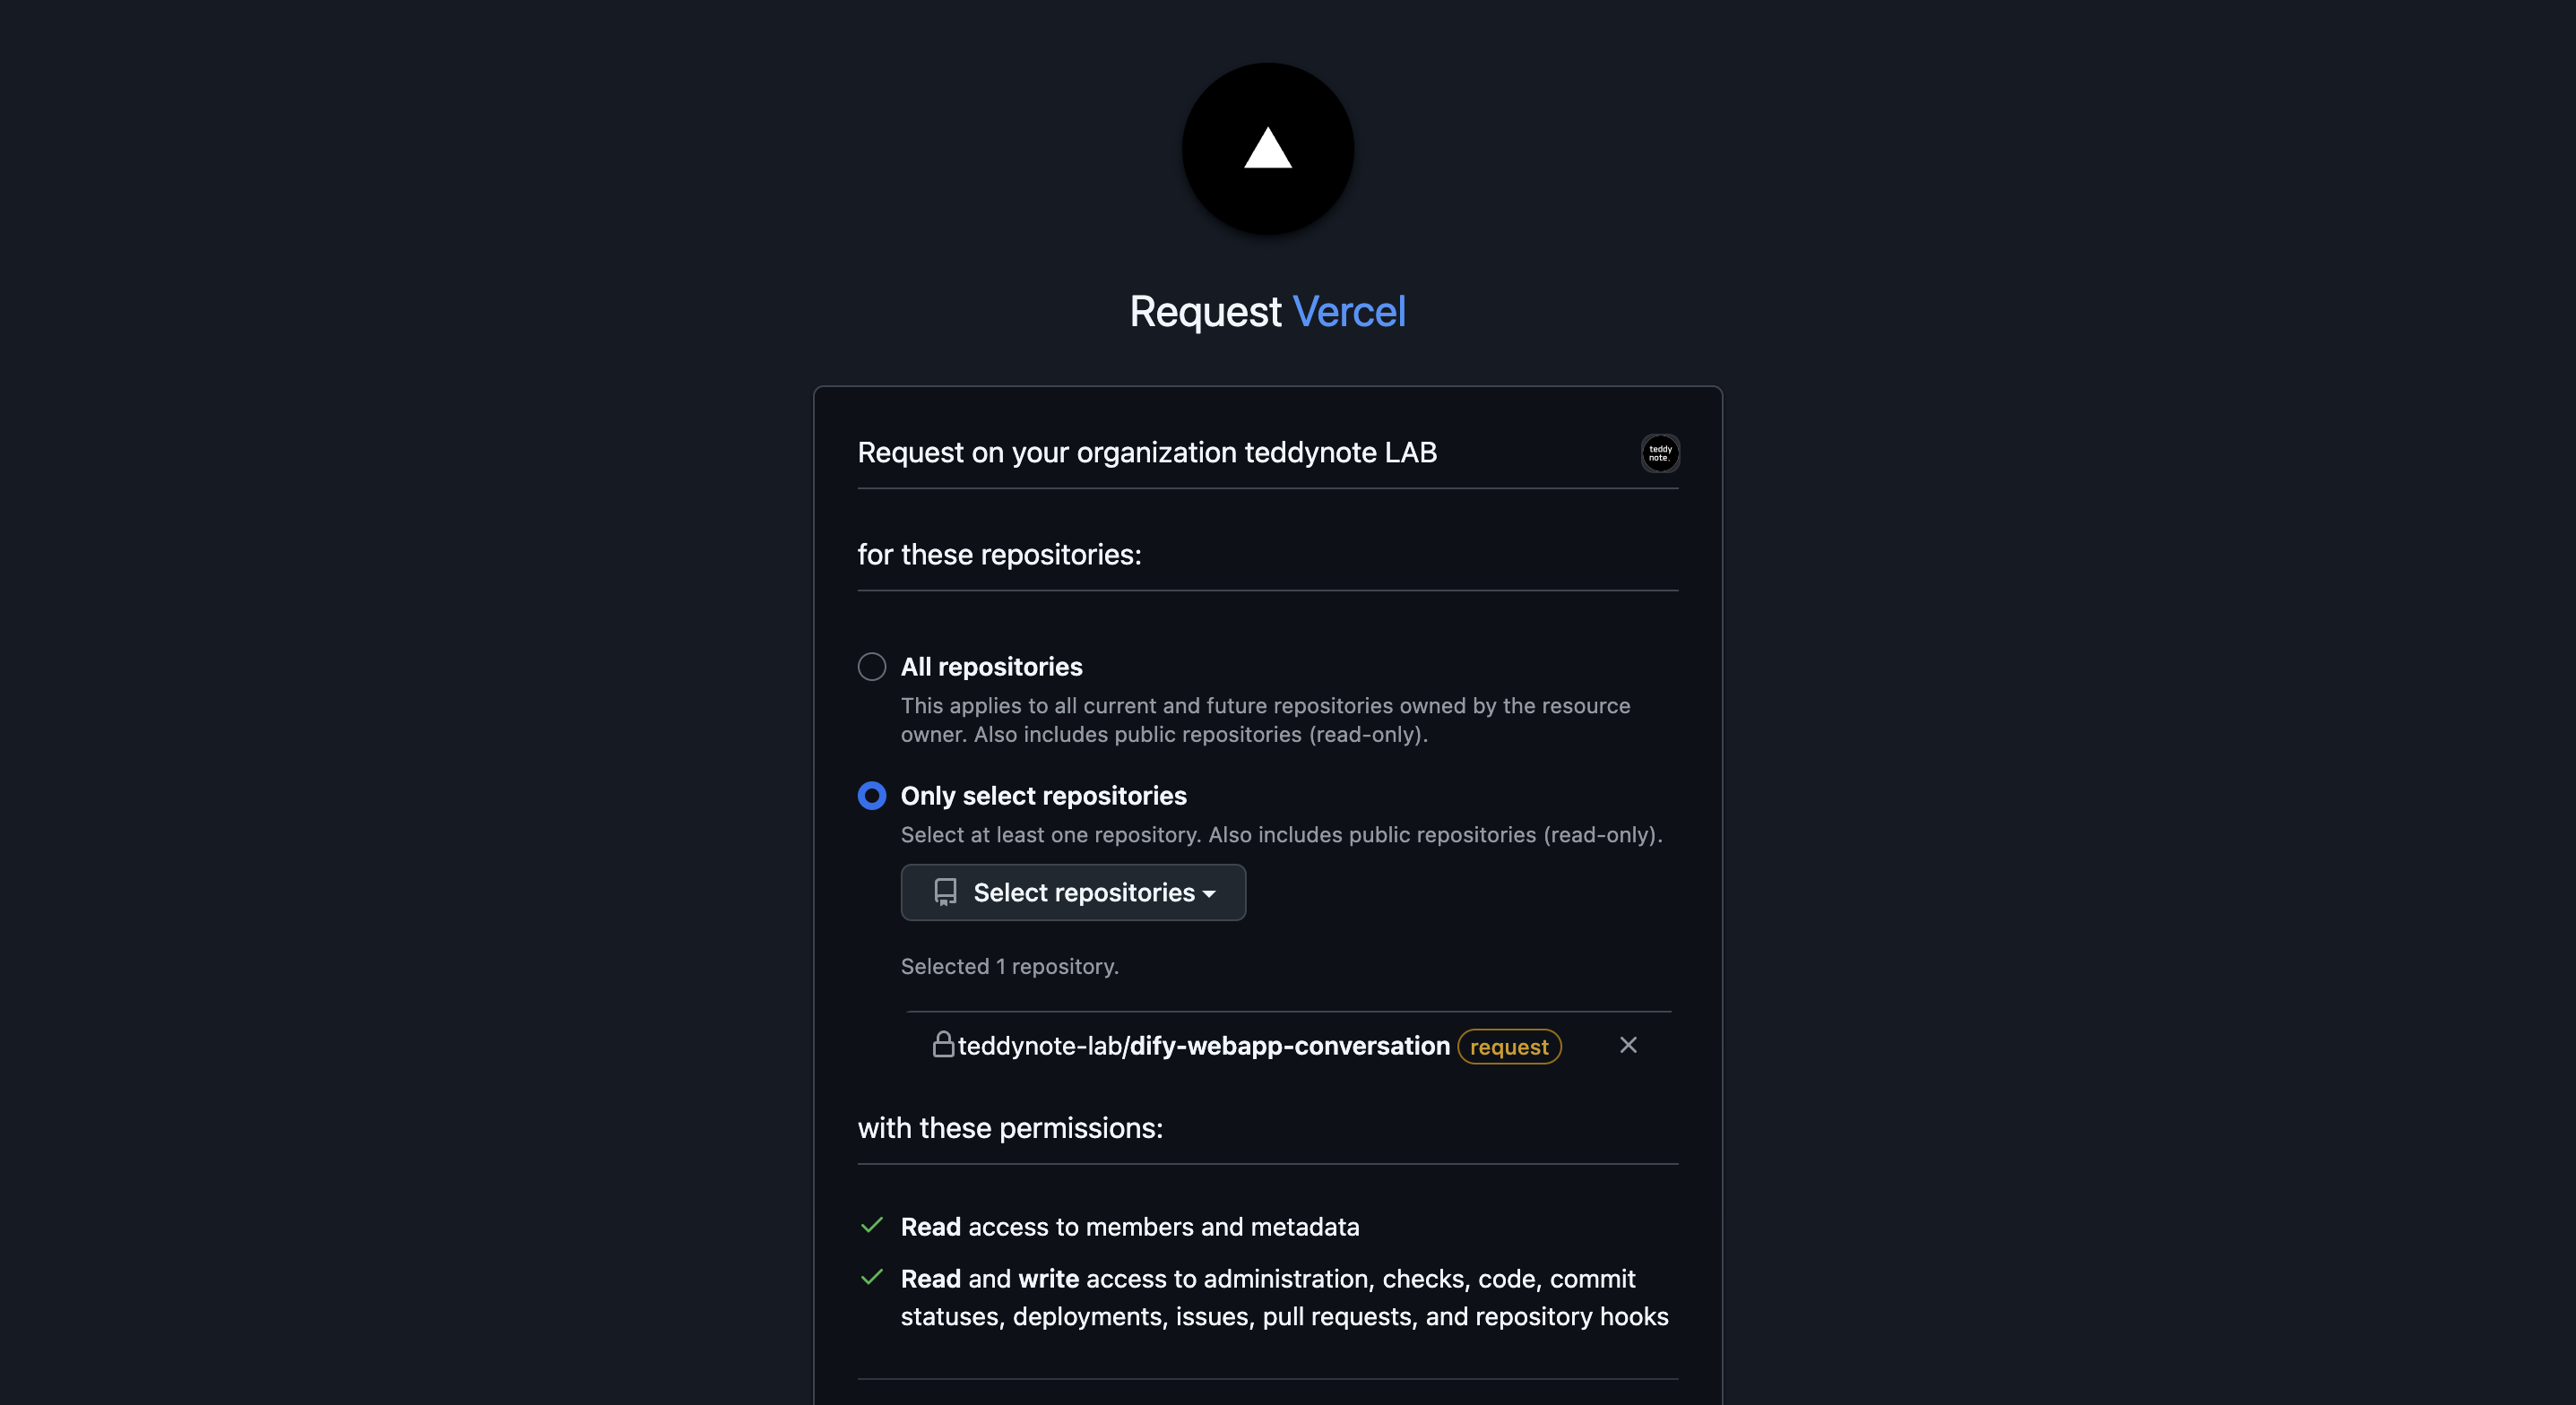 Request Vercel
Request on your organization teddynote LAB
teddy
note.
for these repositories:
All repositories
This applies to all current and future repositories owned by the resource
owner. Also includes public repositories (read-only).
Only select repositories
Select at least one repository. Also includes public repositories (read-only).
Select repositories
Selected 1 repository.
teddynote-lab/dify-webapp-conversation request
with these permissions:
Read access to members and metadata
Read and write access to administration, checks, code, commit
statuses, deployments, issues, pull requests, and repository hooks